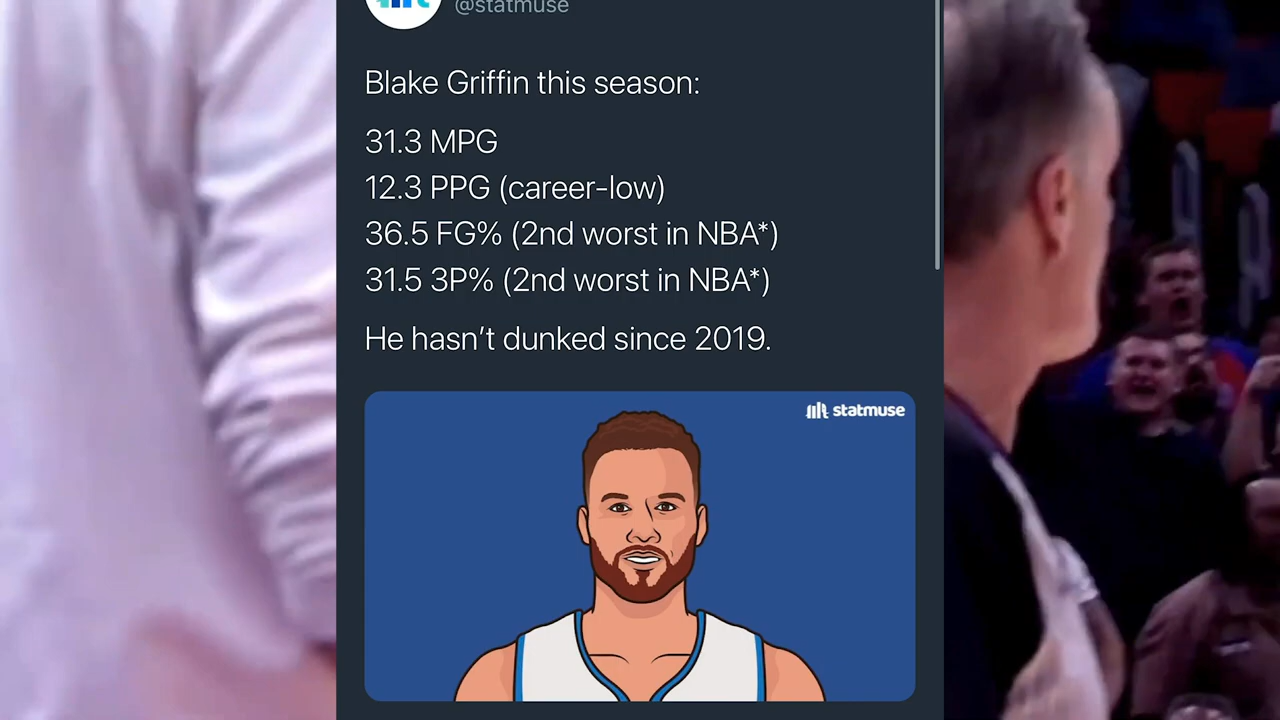 @statmuse
Blake Griffin this season:
31.3 MPG
12.3 PPG (career-low)
36.5 FG% (2nd worst in NBA*)
31.5 3P% (2nd worst in NBA*)
He hasn’t dunked since 2019.
statmuse